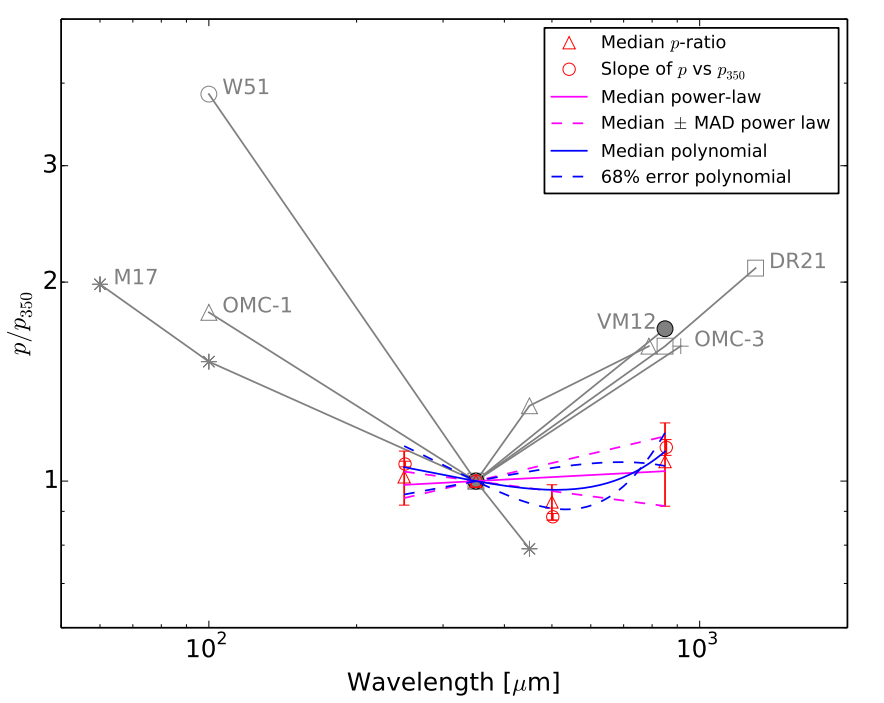 Median p-ratio
Slope of p vs p₃₅₀
Median power-law
Median ± MAD power law
Median polynomial
68% error polynomial
W51
M17
OMC-1
DR21
VM12
OMC-3
3
2
1
p/p₃₅₀
10² 10³
Wavelength [μm]